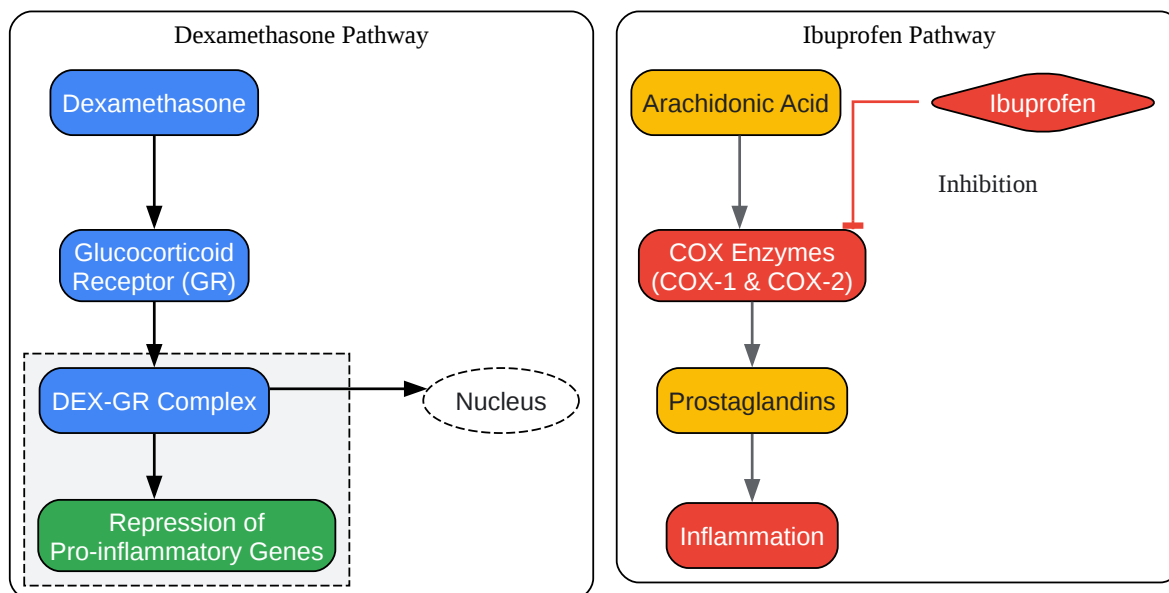 Dexamethasone Pathway
Dexamethasone
Glucocorticoid
Receptor (GR)
DEX-GR Complex
Nucleus
Repression of
Pro-inflammatory Genes
Ibuprofen Pathway
Arachidonic Acid
Ibuprofen
Inhibition
COX Enzymes
(COX-1 & COX-2)
Prostaglandins
Inflammation